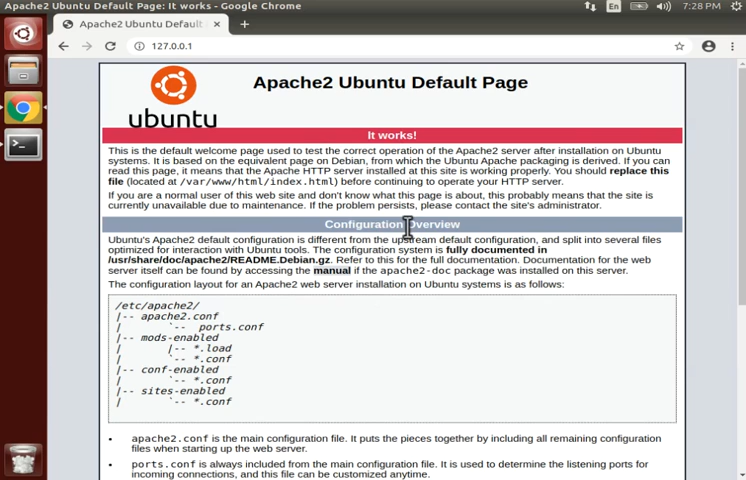 Apache2 Ubuntu Default Page: It works - Google Chrome
En
7:28 PM
Apache2 Ubuntu Default
127.0.0.1
Apache2 Ubuntu Default Page
ubuntu
It works!
This is the default welcome page used to test the correct operation of the Apache2 server after installation on Ubuntu
systems. It is based on the equivalent page on Debian, from which the Ubuntu Apache packaging is derived. If you can
read this page, it means that the Apache HTTP server installed at this site is working properly. You should replace this
file (located at /var/www/html/index.html) before continuing to operate your HTTP server.
If you are a normal user of this web site and don't know what this page is about, this probably means that the site is
currently unavailable due to maintenance. If the problem persists, please contact the site's administrator.
Configuration Overview
Ubuntu's Apache2 default configuration is different from the upstream default configuration, and split into several files
optimized for interaction with Ubuntu tools. The configuration system is fully documented in
/usr/share/doc/apache2/README.Debian.gz. Refer to this for the full documentation. Documentation for the web
server itself can be found by accessing the manual if the apache2-doc package was installed on this server.
The configuration layout for an Apache2 web server installation on Ubuntu systems is as follows:
/etc/apache2/
|-- apache2.conf
|       `--  ports.conf
|-- mods-enabled
|       |-- *.load
|       `-- *.conf
|-- conf-enabled
|       `-- *.conf
|-- sites-enabled
|       `-- *.conf
• apache2.conf is the main configuration file. It puts the pieces together by including all remaining configuration
files when starting up the web server.
• ports.conf is always included from the main configuration file. It is used to determine the listening ports for
incoming connections, and this file can be customized anytime.